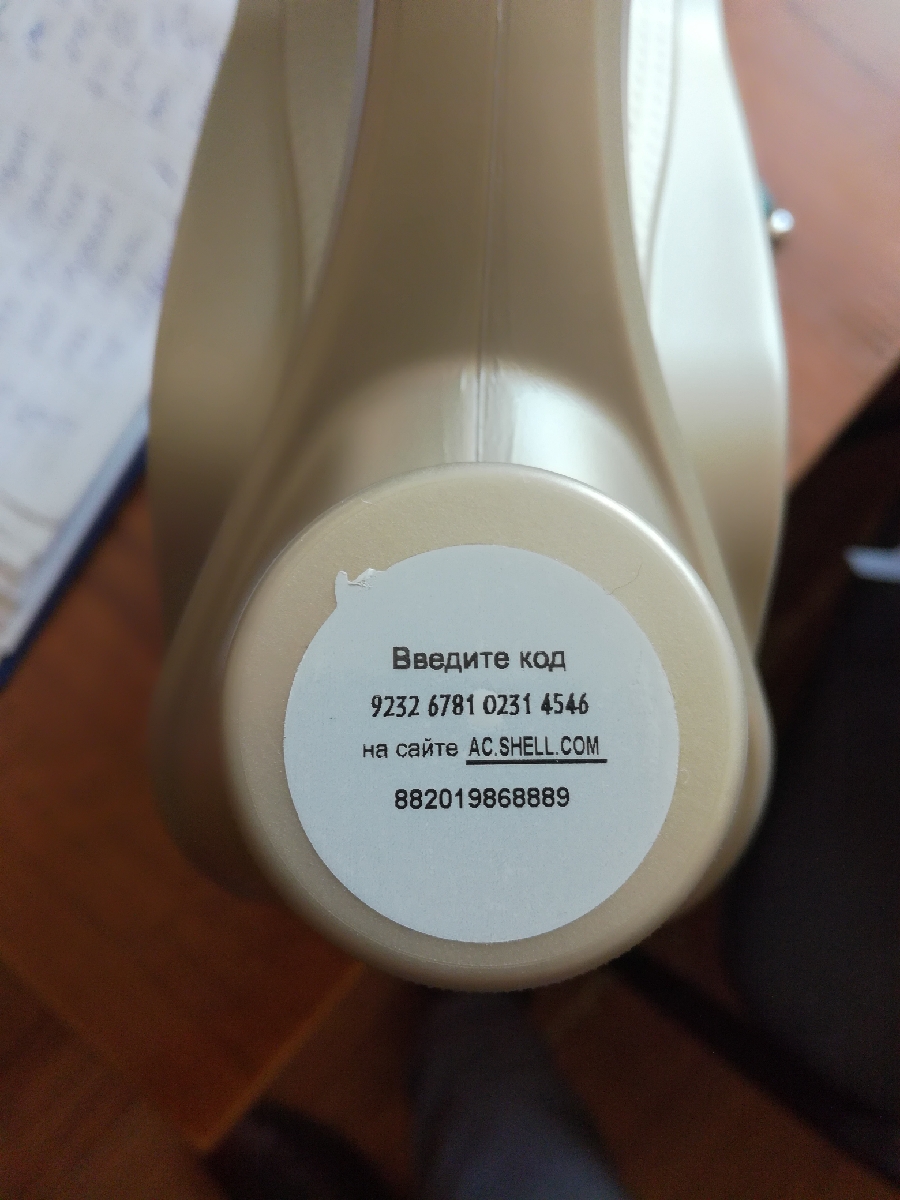 Введите код
9232 6781 0231 4546
на сайте AC.SHELL.COM
882019868889